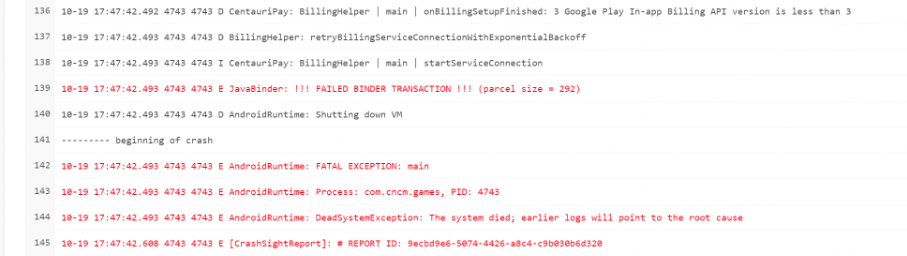 136 10-19 17:47:42.492 4743 4743 D CentauriPay: BillingHelper | main | onBillingSetupFinished: 3 Google Play In-app Billing API version is less than 3
137 10-19 17:47:42.493 4743 4743 D BillingHelper: retryBillingServiceConnectionWithExponentialBackoff
138 10-19 17:47:42.493 4743 4743 I CentauriPay: BillingHelper | main | startServiceConnection
139 10-19 17:47:42.493 4743 4743 E JavaBinder: !!! FAILED BINDER TRANSACTION !!! (parcel size = 292)
140 10-19 17:47:42.493 4743 4743 D AndroidRuntime: Shutting down VM
141 --------- beginning of crash
142 10-19 17:47:42.493 4743 4743 E AndroidRuntime: FATAL EXCEPTION: main
143 10-19 17:47:42.493 4743 4743 E AndroidRuntime: Process: com.cncm.games, PID: 4743
144 10-19 17:47:42.493 4743 4743 E AndroidRuntime: DeadSystemException: The system died; earlier logs will point to the root cause
145 10-19 17:47:42.608 4743 4743 E [CrashSightReport]: # REPORT ID: 9ecbd9e6-5074-4426-a8c4-c9b030b6d320